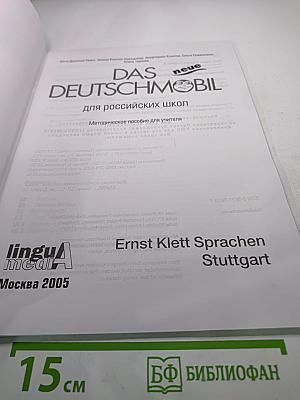 DAS neue
DEUTSCHMOBIL
для российских школ
Методическое пособие для учителя
lingua
media
Москва 2005
Ernst Klett Sprachen
Stuttgart
15 см
БФ БИБЛИОФАН